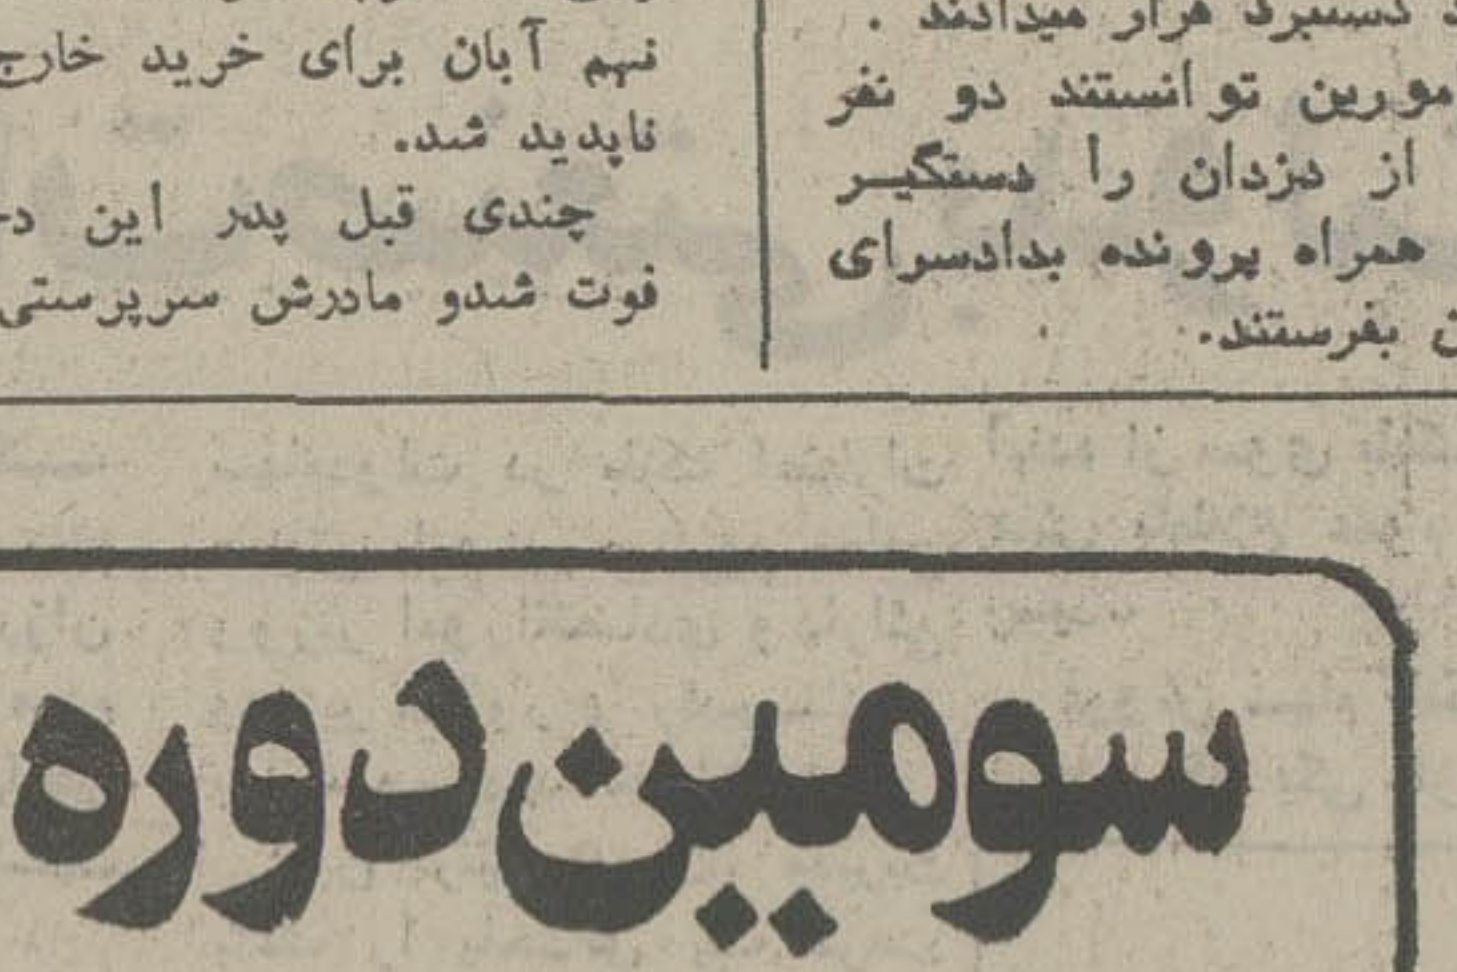 دستبرد قرار میدادند .
مورین توانستند دو نفر
از دزدان را دستگیر
همراه پرونده بدادسرای
بفرستند.
نهم آبان برای خرید خارج
ناپدید شد.
چندی قبل پدر این
فوت شدو مادرش سرپرستی
سومین دوره